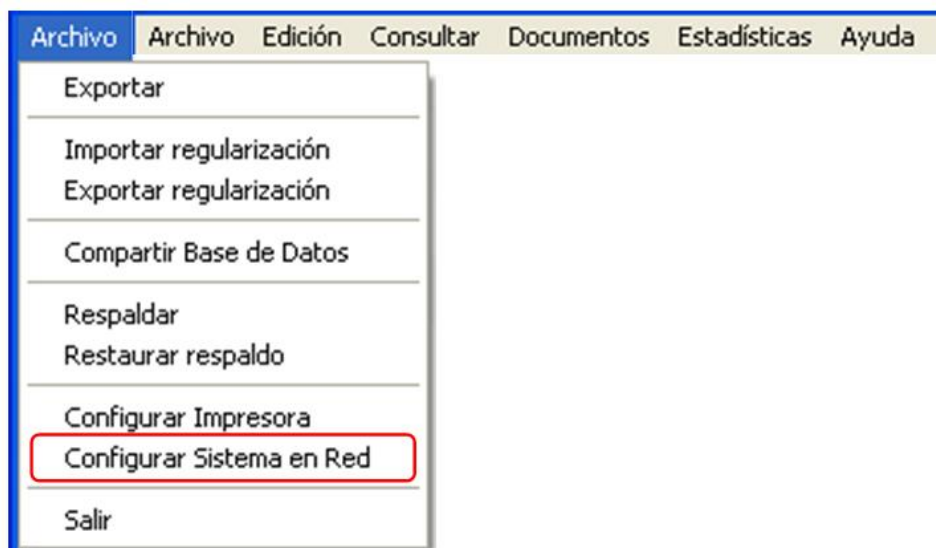 Archivo Archivo Edición Consultar Documentos Estadísticas Ayuda
Exportar
Importar regularización
Exportar regularización
Compartir Base de Datos
Respaldar
Restaurar respaldo
Configurar Impresora
Configurar Sistema en Red
Salir